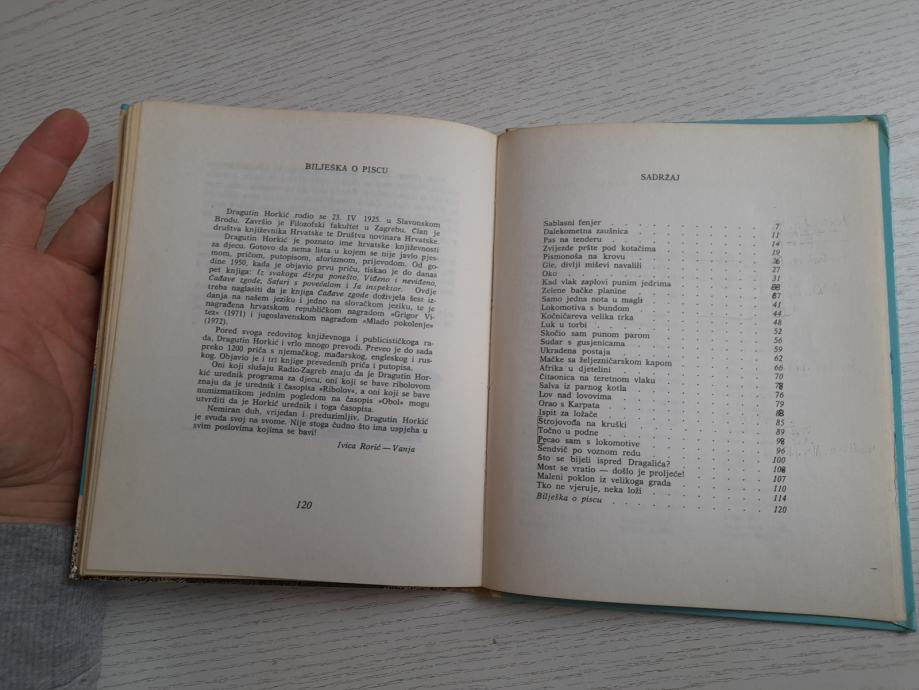 BILJEŠKA O PISCU
Dragutin Horkić rodio se 23. IV 1925. u Slavonskom
Brodu. Završio je Filozofski fakultet u Zagrebu. Član je
društva književnika Hrvatske te Društva novinara Hrvatske.
Dragutin Horkić je poznato ime hrvatske književnosti
za djecu. Gotovo da nema lista u kojem se nije javio pjes-
mom, pričom, putopisom, aforizmom, prijevodom. Od go-
dine 1950, kada je objavio prvu priču, tiskao je do danas
pet knjiga: Iz svakoga džepa ponešto, Viđeno i neviđeno,
Čađave zgode, Safari s povećalom i Ja inspektor. Ovdje
treba naglasiti da je knjiga Čađave zgode doživjela šest iz-
danja na našem jeziku i jedno na slovačkom jeziku, te je
nagrađena hrvatskom republičkom nagradom «Grigor Vi-
tez» (1971) i jugoslavenskom nagradom «Mlado pokolenje»
(1972).
Pored svoga redovitog književnoga i publicističkoga ra-
da, Dragutin Horkić i vrlo mnogo prevodi. Preveo je do sada
preko 1200 priča s njemačkog, mađarskog, engleskog i rus-
kog. Objavio je i tri knjige prevedenih priča i putopisa.
Oni koji slušaju Radio-Zagreb znaju da je Dragutin Hor-
kić urednik programa za djecu, oni koji se bave ribolovom
znaju da je urednik i časopisa «Ribolov», a oni koji se bave
numizmatikom jednim pogledom na časopis «Obol» mogu
utvrditi da je Horkić urednik i toga časopisa.
Nemiran duh, vrijedan i preduzimljiv, Dragutin Horkić
je svuda svoj na svome. Nije stoga čudno što ima uspjeha u
svim poslovima kojima se bavi!
Ivica Rorić — Vanja
120
SADRŽAJ
Sablasni fenjer 7
Dalekometna zaušnica 11
Pas na tenderu 14
Zvijezde pršte pod kotačima 19
Pismonoša na krovu
Gle, divlji miševi navalili 27
Oko 31
Kad vlak zaplovi punim jedrima
Zelene bačke planine
Samo jedna nota u magli 41
Lokomotiva s bundom 44
Kočničareva velika trka 48
Luk u torbi 52
Skočio sam punom parom 56
Sudar s gusjenicama 59
Ukradena postaja 62
Mačke sa željezničarskom kapom 66
Afrika u djetelini 70
Čitaonica na teretnom vlaku
Salva iz parnog kotla 76
Lov nad lovovima 79
Orao s Karpata
Ispit za ložače 85
Strojovođa na kruški 89
Točno u podne
Pecao sam s lokomotive 96
Sendvič po voznom redu 100
Što se bijeli ispred Dragalića?
Most se vratio — došlo je proljeće! 107
Maleni poklon iz velikoga grada 110
Tko ne vjeruje, neka loži 114
Bilješka o piscu 120